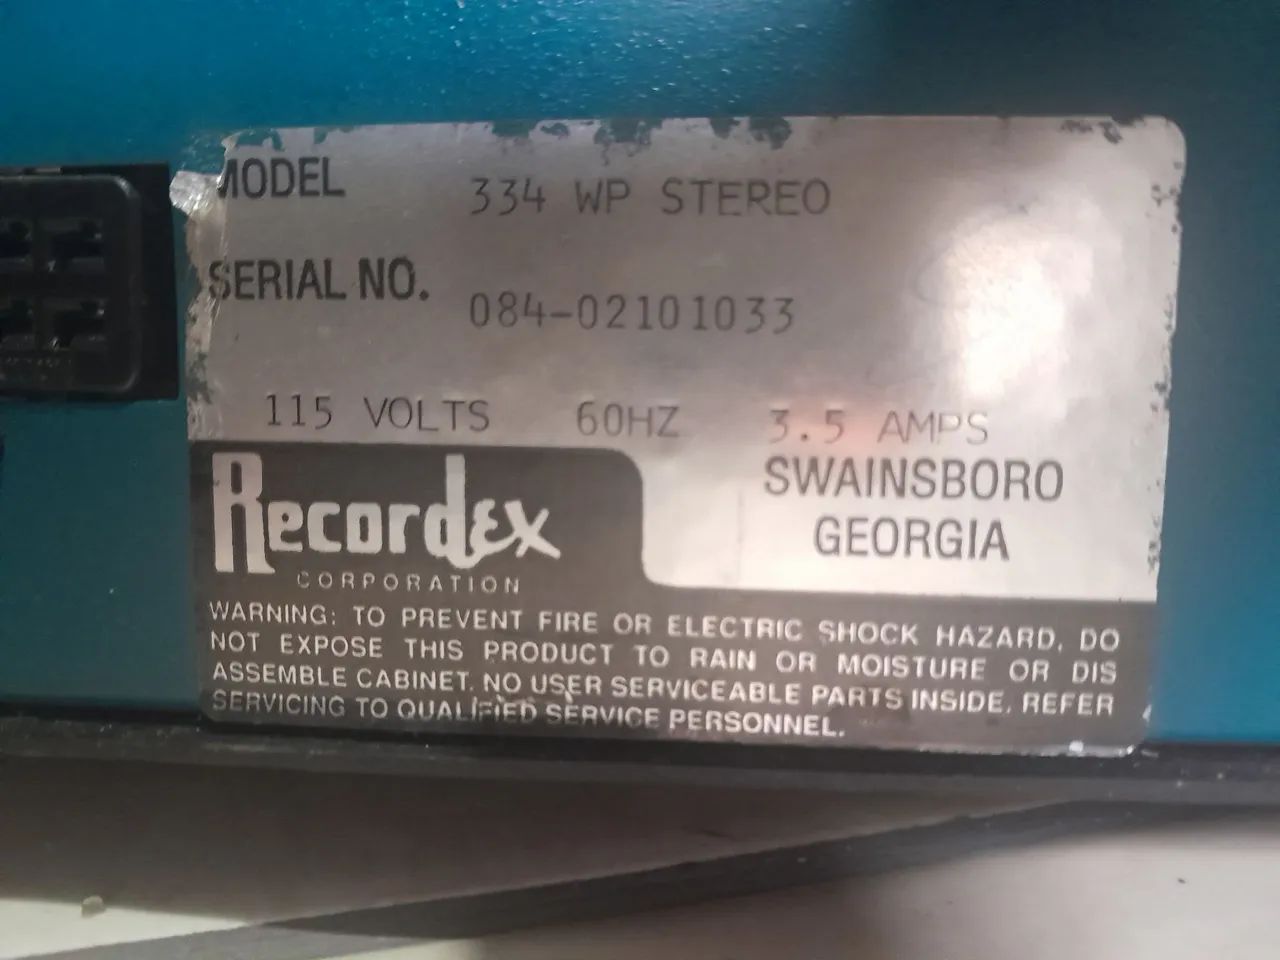 MODEL 334 WP STEREO
SERIAL NO. 084-02101033
115 VOLTS 60HZ 3.5 AMPS
SWAINSBORO
GEORGIA
Recordex
CORPORATION
WARNING: TO PREVENT FIRE OR ELECTRIC SHOCK HAZARD, DO
NOT EXPOSE THIS PRODUCT TO RAIN OR MOISTURE OR DIS
ASSEMBLE CABINET. NO USER SERVICEABLE PARTS INSIDE. REFER
SERVICING TO QUALIFIED SERVICE PERSONNEL.